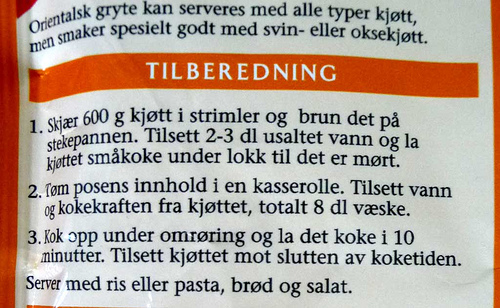 Orientalsk gryte kan serveres med alle typer kjøtt,
men smaker spesielt godt med svin- eller oksekjøtt.
TILBEREDNING
1. Skjær 600 g kjøtt i strimler og brun det på
stekepannen. Tilsett 2-3 dl usaltet vann og la
kjøttet småkoke under lokk til det er mørt.
2. Tøm posens innhold i en kasserolle. Tilsett vann
og kokekraften fra kjøttet, totalt 8 dl væske.
3. Kok opp under omrøring og la det koke i 10
minutter. Tilsett kjøttet mot slutten av koketiden.
Server med ris eller pasta, brød og salat.